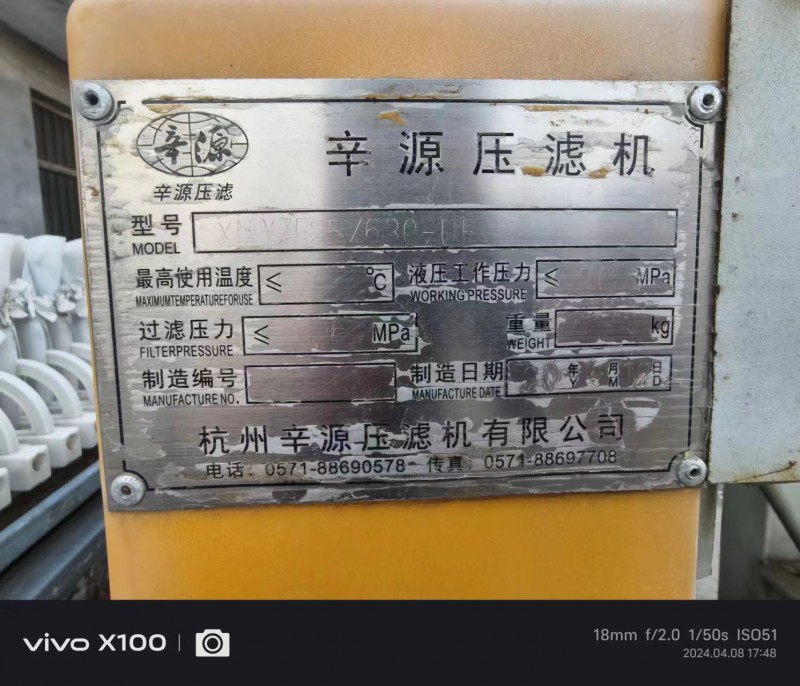 辛源
辛源压滤
辛源压滤机
型号
MODEL
最高使用温度 ≤ ℃
MAXIMUMTEMPERATUREFORUSE
液压工作压力 ≤ MPa
WORKING PRESSURE
过滤压力 ≤ MPa
FILTERPRESSURE
重量 kg
WEIGHT
制造编号
MANUFACTURE NO.
制造日期 年 月 日
MANUFACTURE DATE Y M D
杭州辛源压滤机有限公司
电话: 0571-88690578 传真: 0571-88697708
vivo X100
18mm f/2.0 1/50s ISO51
2024.04.08 17:48